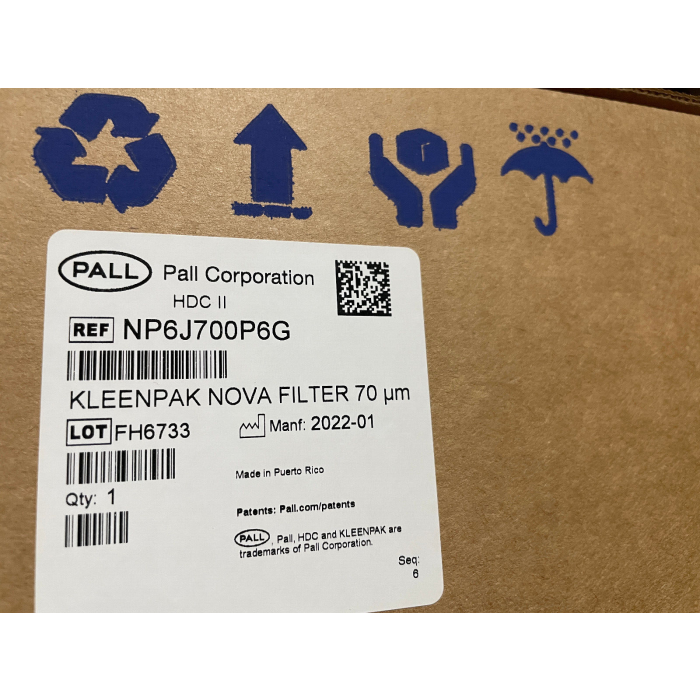 PALL Pall Corporation
HDC II
REF NP6J700P6G
KLEENPAK NOVA FILTER 70 µm
LOT FH6733 Manf: 2022-01
Made in Puerto Rico
Qty: 1
Patents: Pall.com/patents
PALL, Pall, HDC and KLEENPAK are
trademarks of Pall Corporation.
Seq:
6